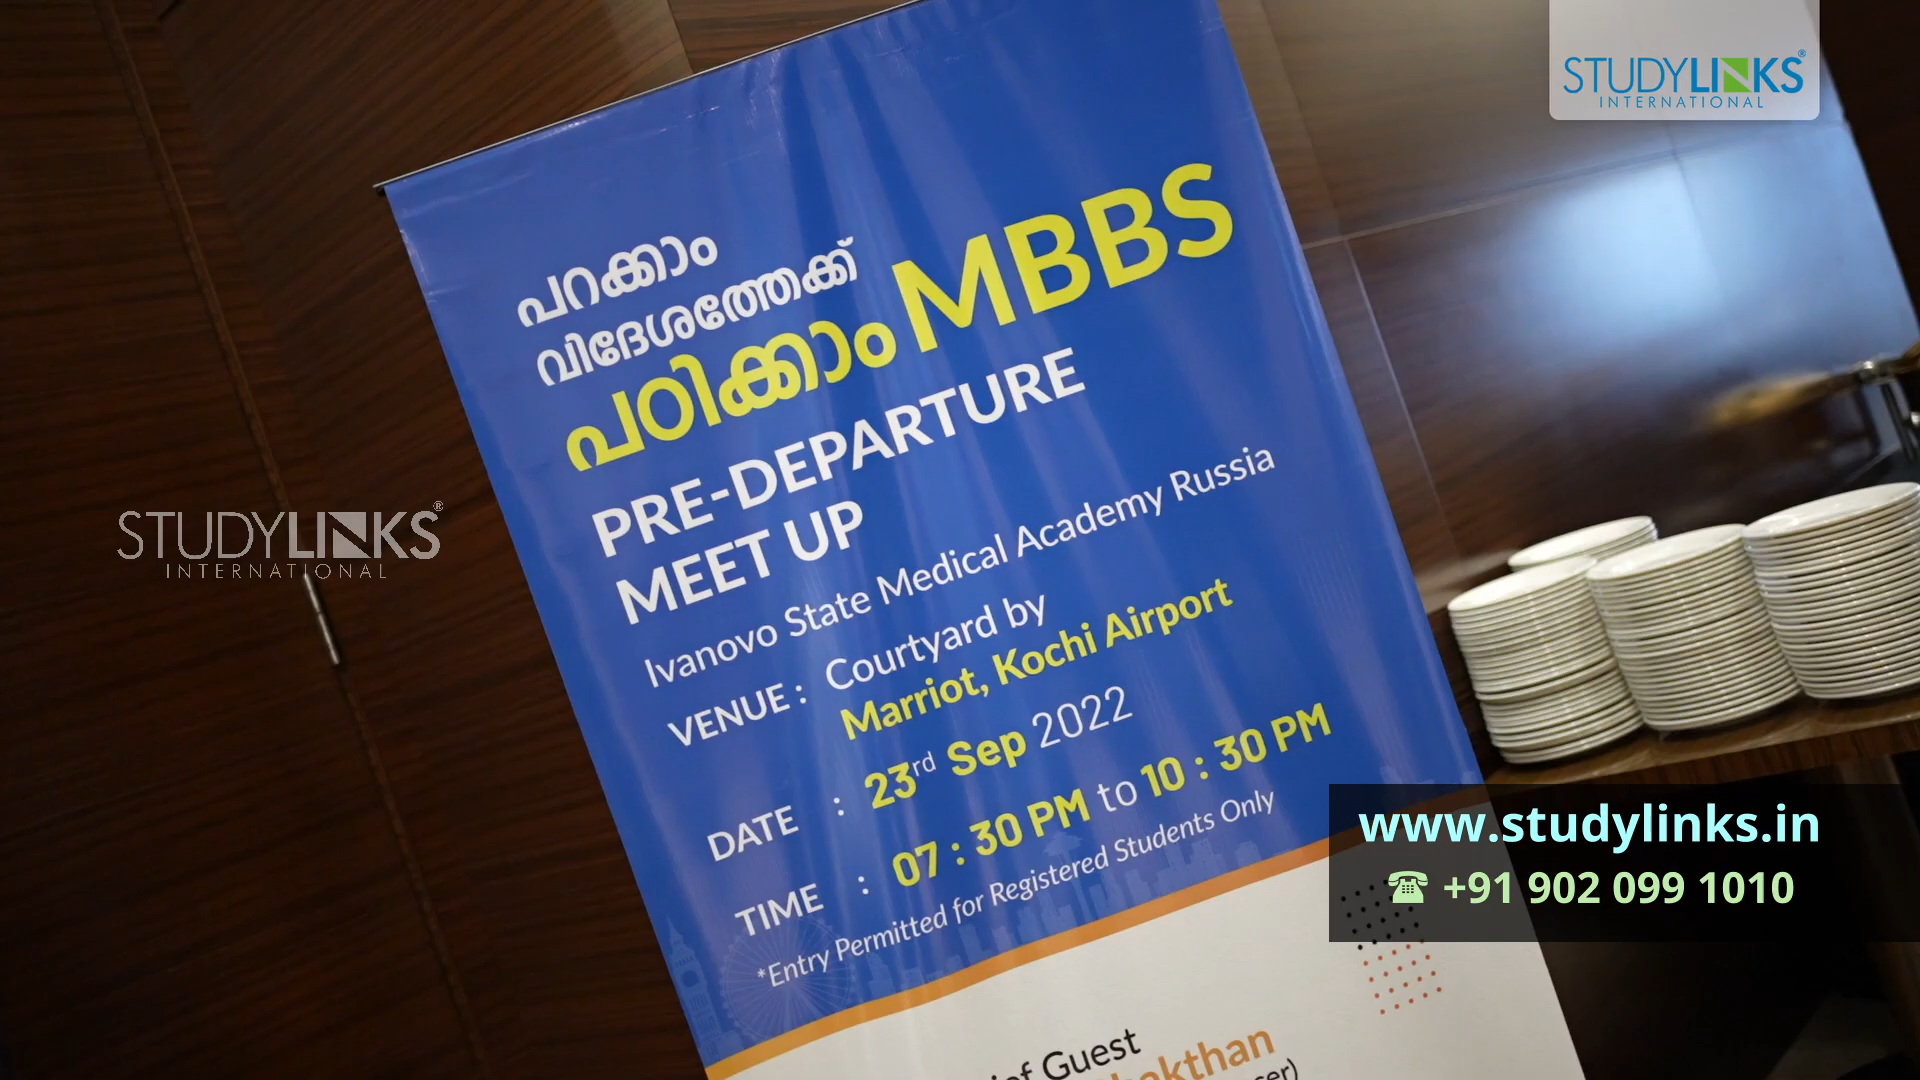 STUDYLINKS®
INTERNATIONAL
പറക്കാം
വിദേശത്തേക്ക്
പഠിക്കാം MBBS
PRE-DEPARTURE
MEET UP
Ivanovo State Medical Academy Russia
VENUE : Courtyard by
Marriot, Kochi Airport
DATE : 23rd Sep 2022
TIME : 07 : 30 PM to 10 : 30 PM
*Entry Permitted for Registered Students Only
Guest
STUDYLINKS®
INTERNATIONAL
www.studylinks.in
☎ +91 902 099 1010